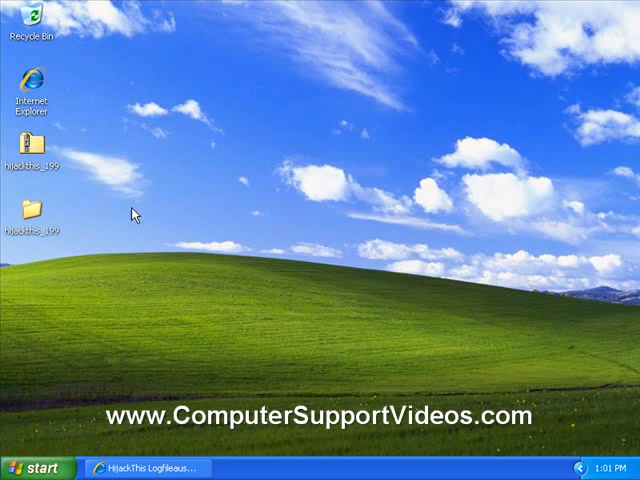 Recycle Bin
Internet
Explorer
hijackthis_199
hijackthis_199
www.ComputerSupportVideos.com
start
HijackThis Logfileaus...
1:01 PM